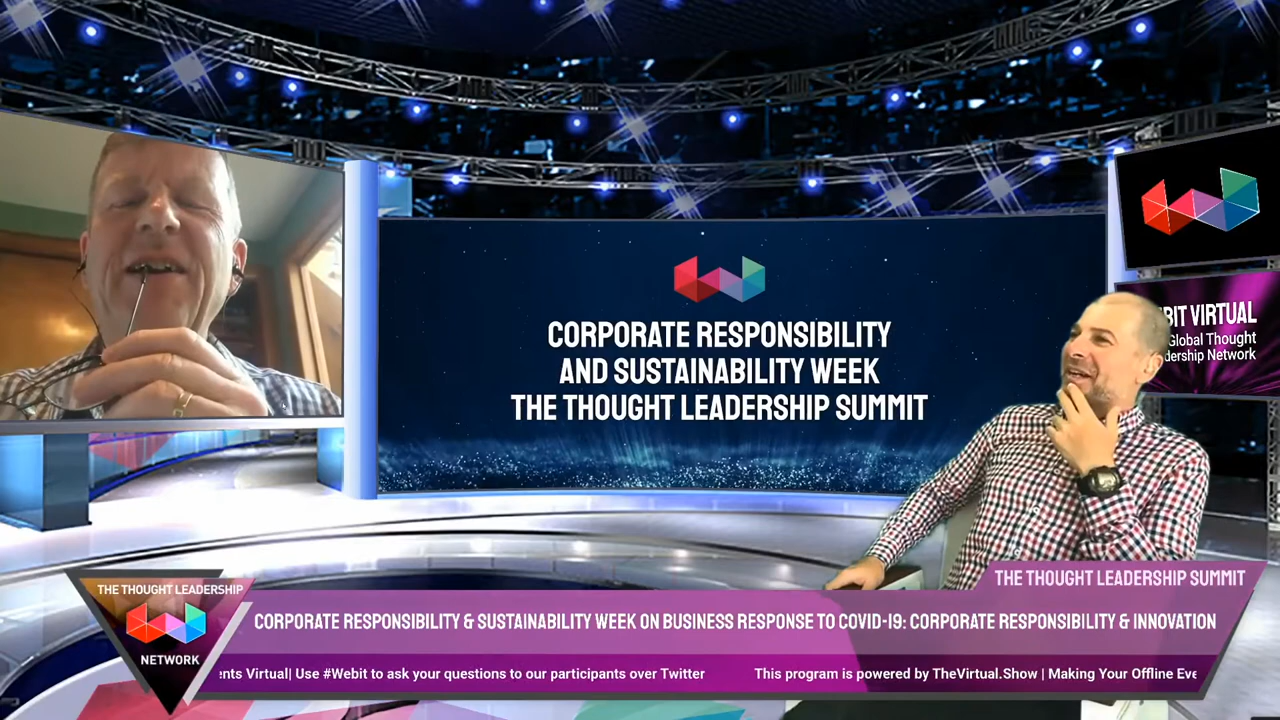 CORPORATE RESPONSIBILITY
AND SUSTAINABILITY WEEK
THE THOUGHT LEADERSHIP SUMMIT
BIT VIRTUAL
Global Thought
dership Network
THE THOUGHT LEADERSHIP SUMMIT
THE THOUGHT LEADERSHIP
NETWORK
CORPORATE RESPONSIBILITY & SUSTAINABILITY WEEK ON BUSINESS RESPONSE TO COVID-19: CORPORATE RESPONSIBILITY & INNOVATION
ents Virtual| Use #Webit to ask your questions to our participants over Twitter This program is powered by TheVirtual.Show | Making Your Offline Eve